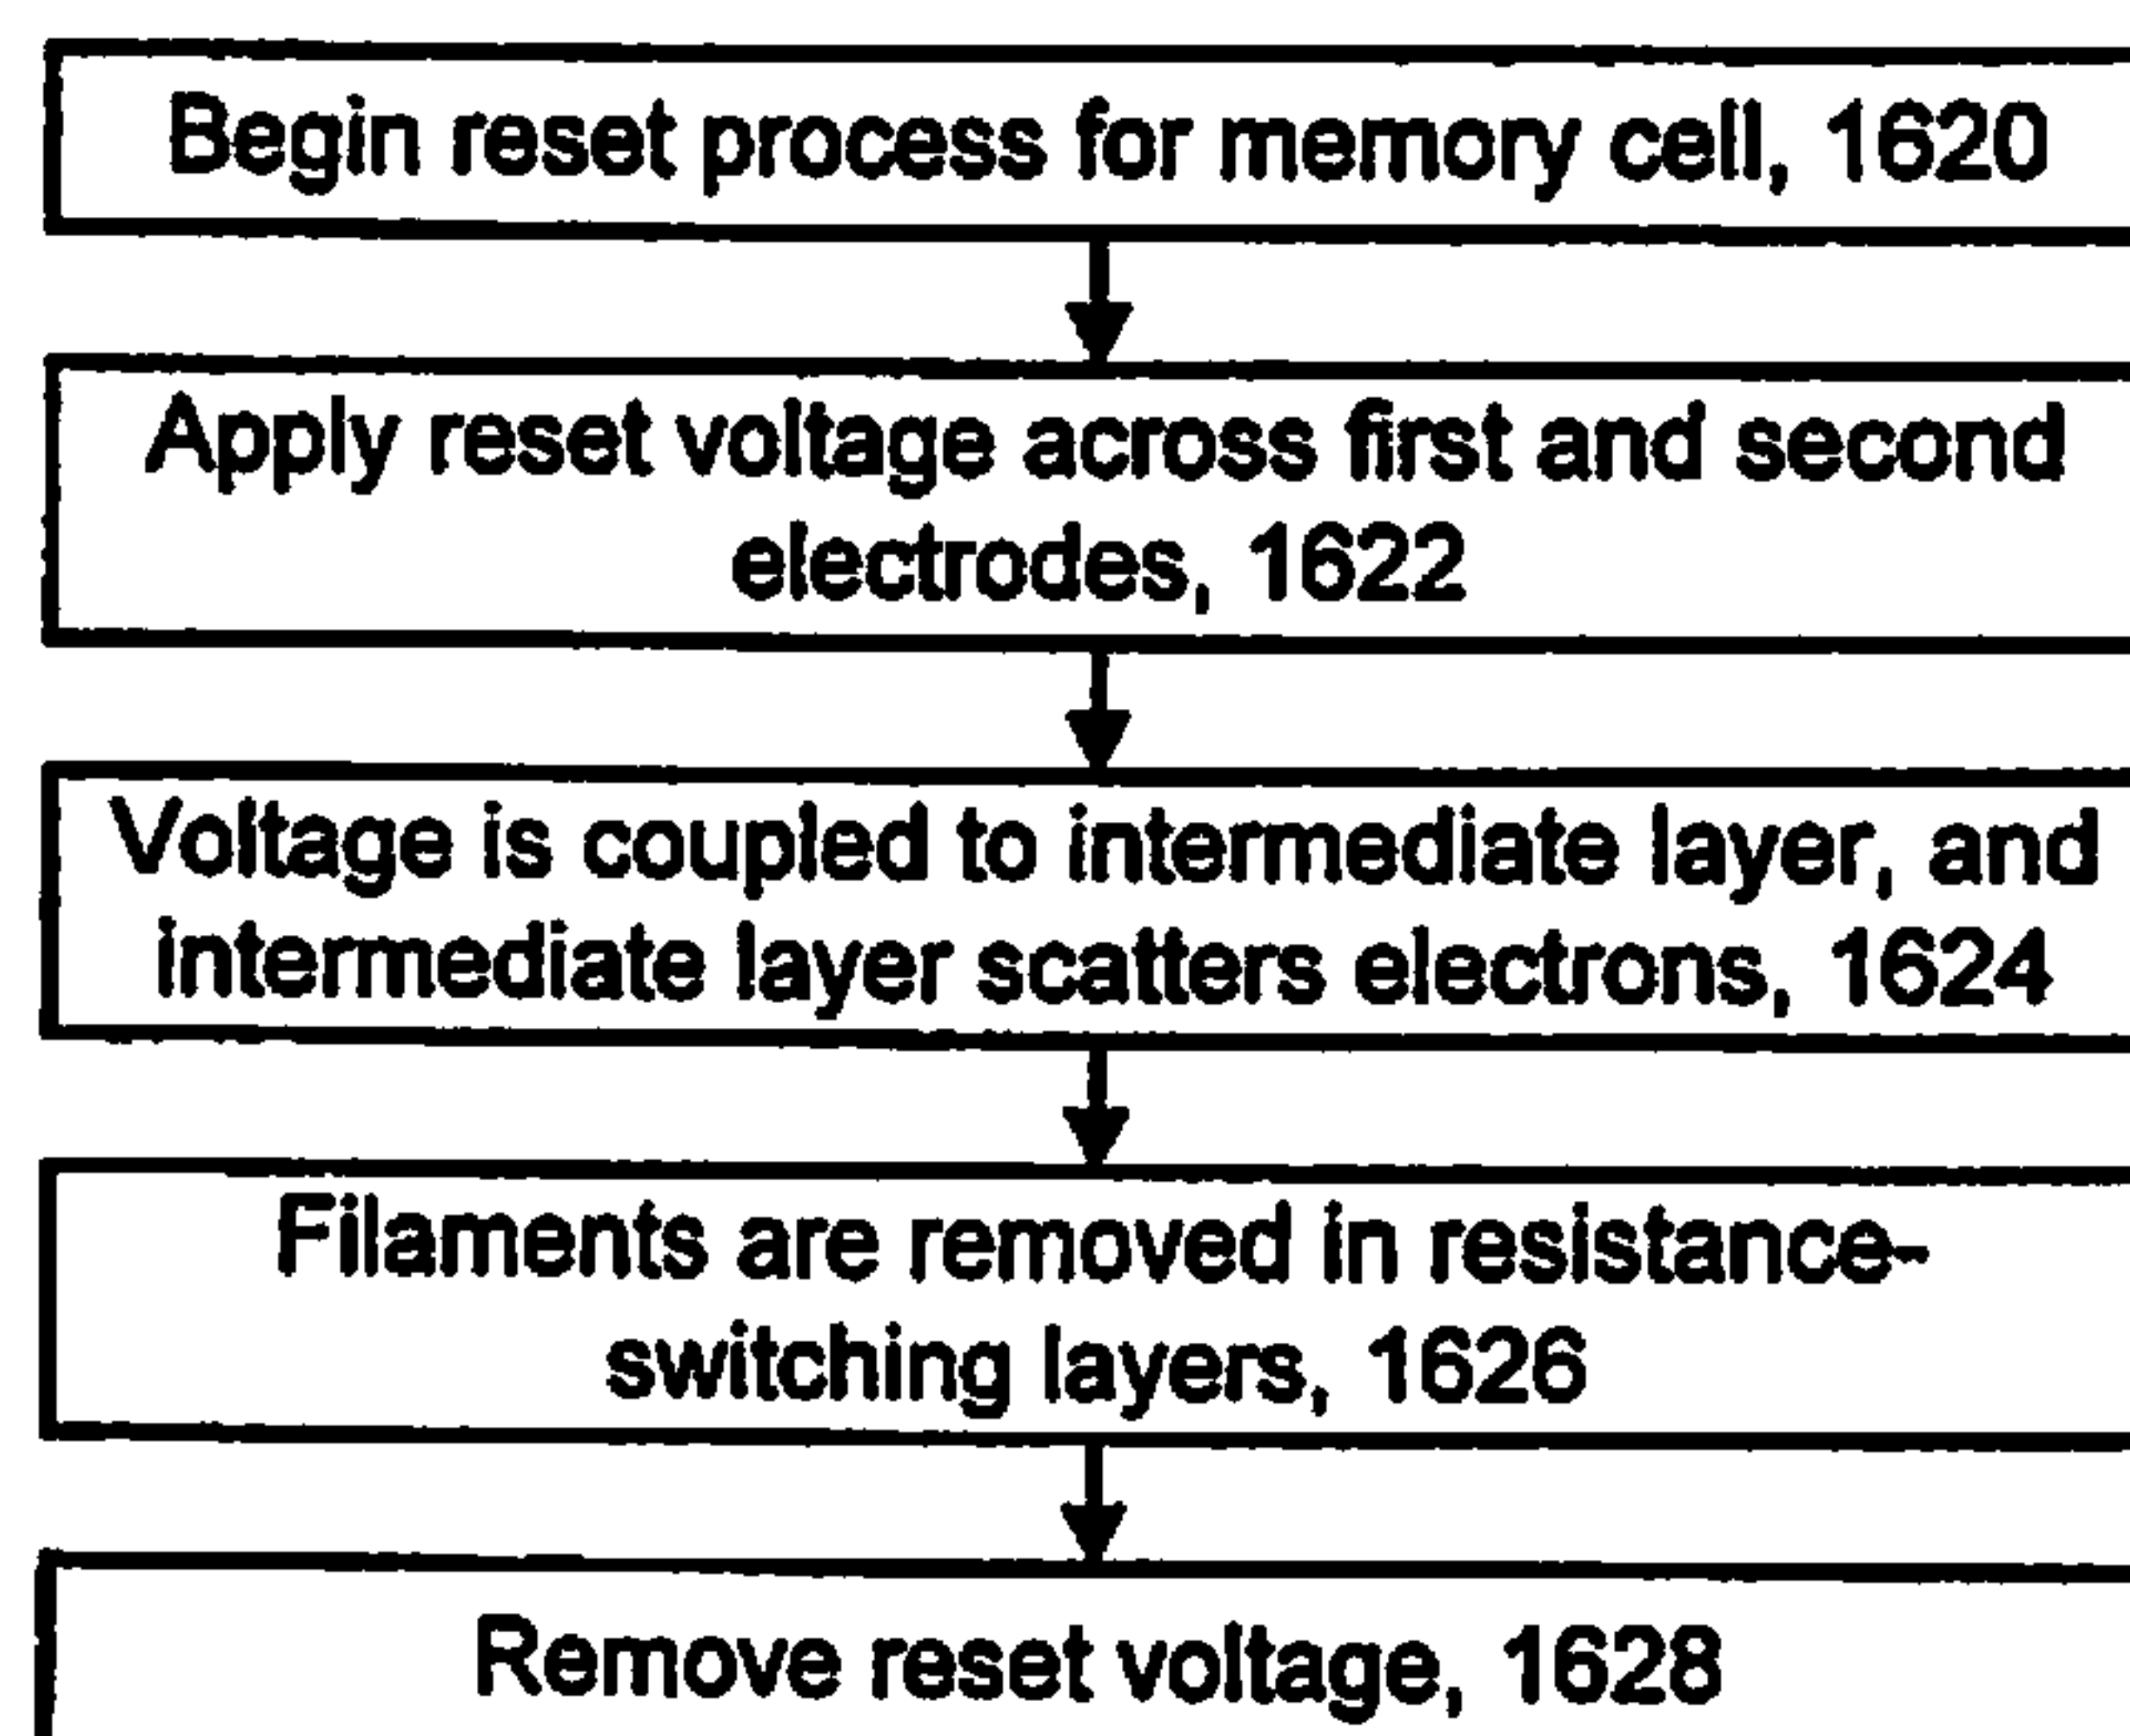 Begin reset process for memory cell, 1620
Apply reset voltage across first and second
electrodes, 1622
Voltage is coupled to intermediate layer, and
intermediate layer scatters electrons, 1624
Filaments are removed in resistance-
switching layers, 1626
Remove reset voltage, 1628